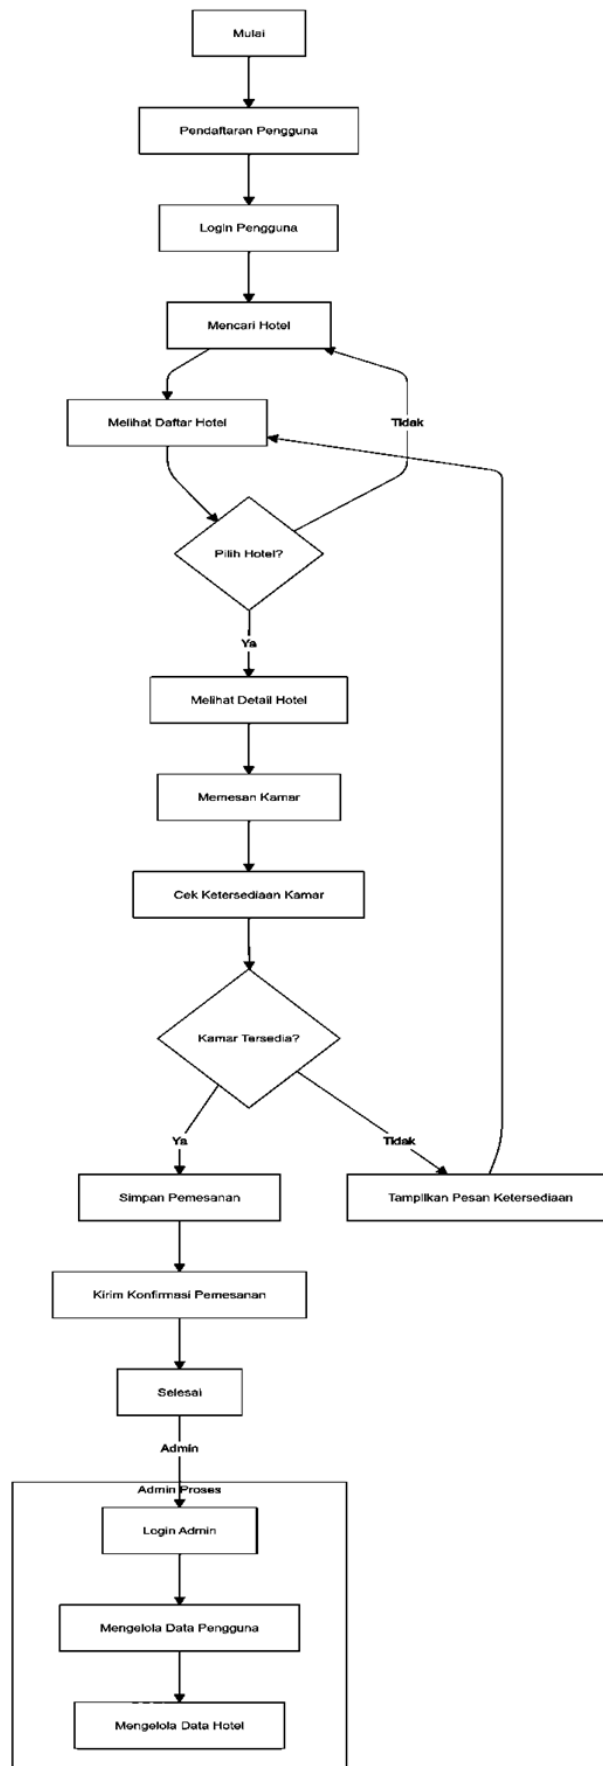 Mulai
Pendaftaran Pengguna
Login Pengguna
Mencari Hotel
Melihat Daftar Hotel
Tidak
Pilih Hotel?
Ya
Melihat Detail Hotel
Memesan Kamar
Cek Ketersediaan Kamar
Kamar Tersedia?
Ya
Tidak
Simpan Pemesanan
Tampilkan Pesan Ketersediaan
Kirim Konfirmasi Pemesanan
Selesai
Admin
Admin Proses
Login Admin
Mengelola Data Pengguna
Mengelola Data Hotel